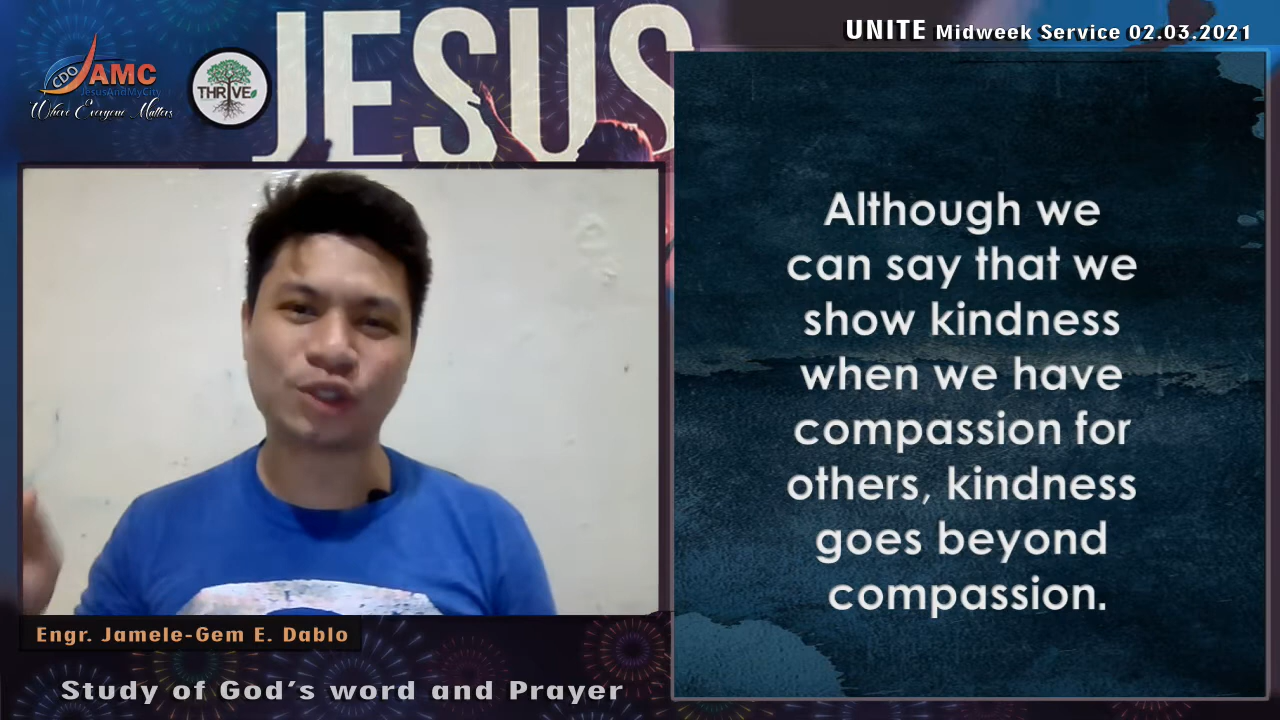 UNITE Midweek Service 02.03.2021
JESUS
CDO
JAMC
JesusAndMyCity
Where Everyone Matters
THRIVE
Although we
can say that we
show kindness
when we have
compassion for
others, kindness
goes beyond
compassion.
Engr. Jamele-Gem E. Dablo
Study of God's word and Prayer